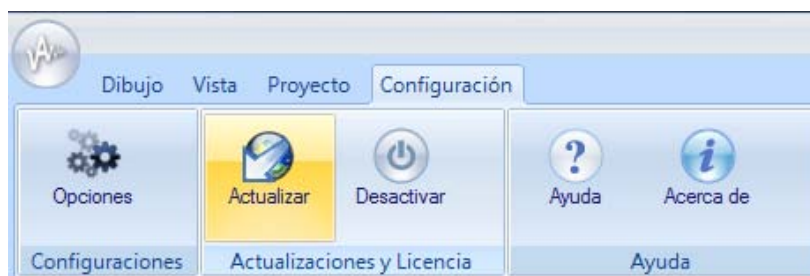 Dibujo Vista Proyecto Configuración
Opciones Actualizar Desactivar Ayuda Acerca de
Configuraciones Actualizaciones y Licencia Ayuda